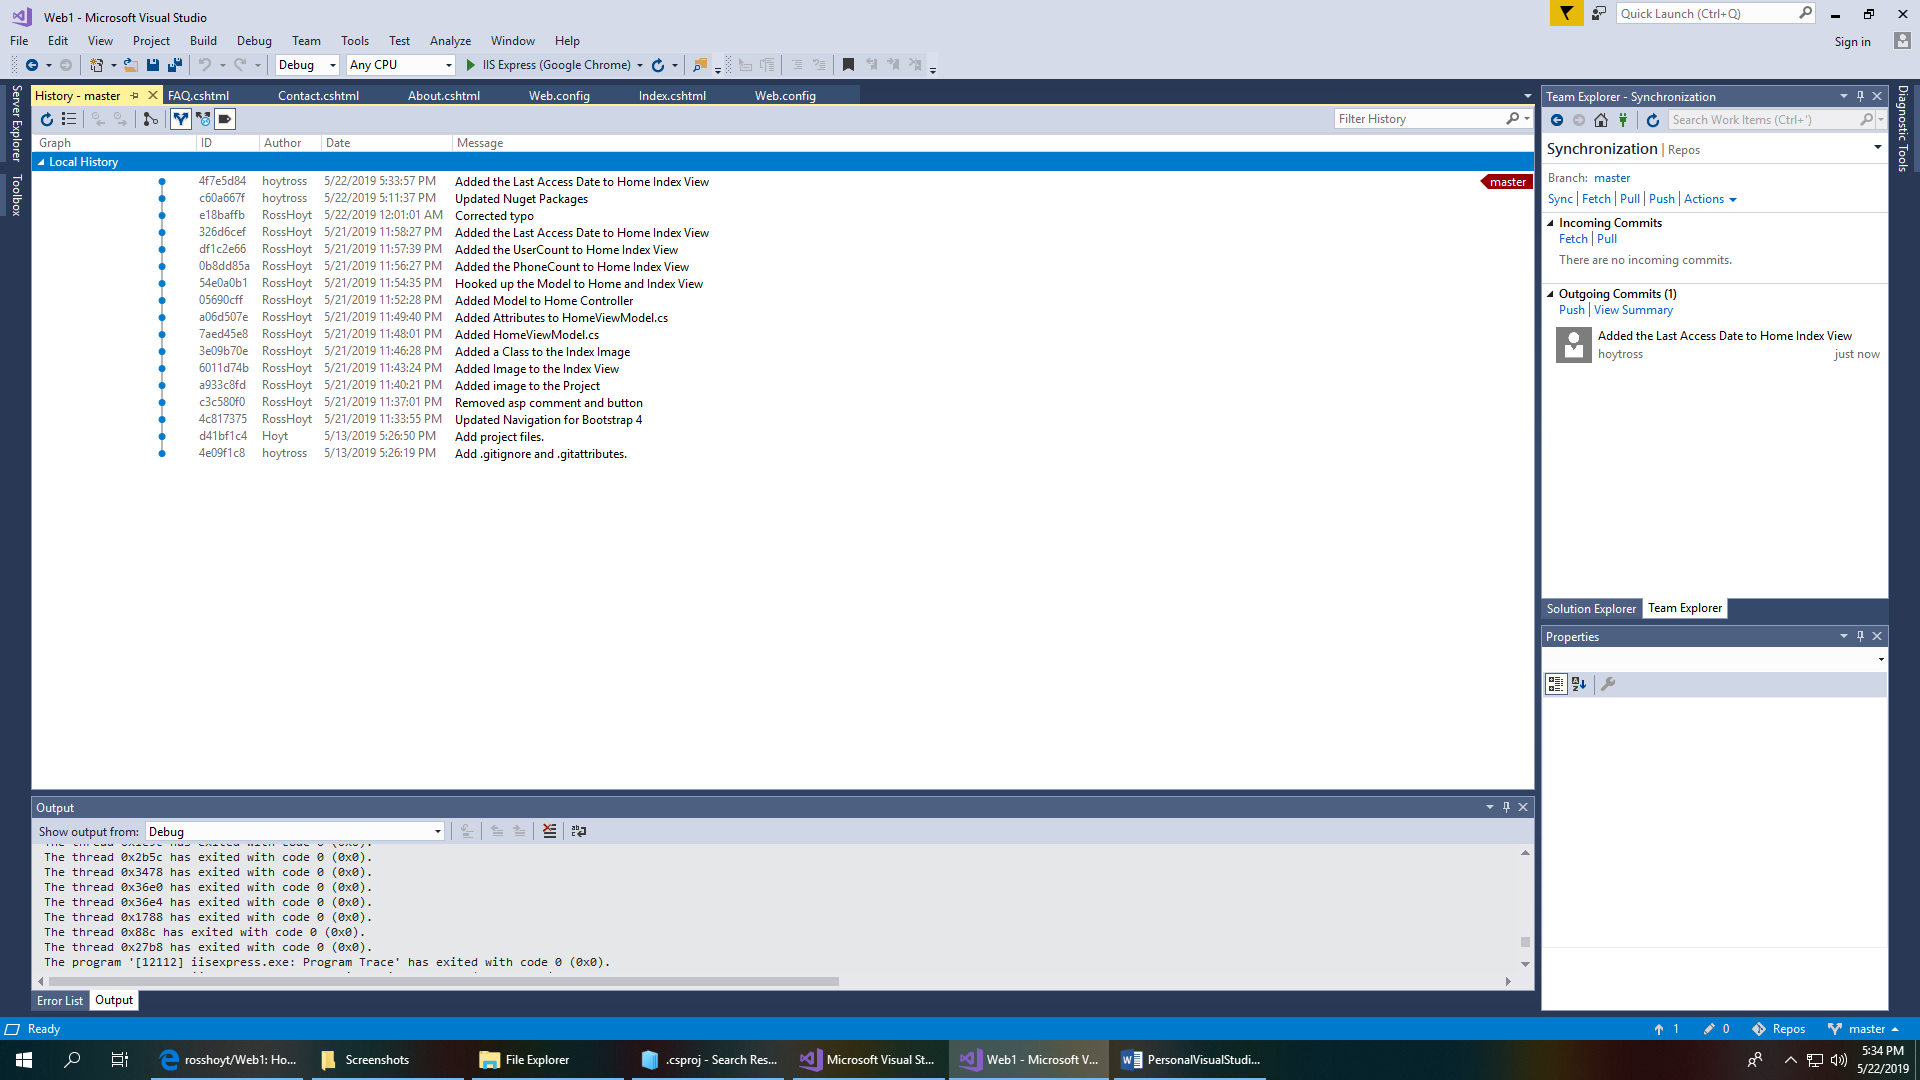 Web1 - Microsoft Visual Studio
Quick Launch (Ctrl+Q)
File Edit View Project Build Debug Team Tools Test Analyze Window Help
Sign in
Debug Any CPU IIS Express (Google Chrome)
Server Explorer
Toolbox
History - master FAQ.cshtml Contact.cshtml About.cshtml Web.config Index.cshtml Web.config
Filter History
Graph ID Author Date Message
Local History
4f7e5d84 hoytross 5/22/2019 5:33:57 PM Added the Last Access Date to Home Index View master
c60a667f hoytross 5/22/2019 5:11:37 PM Updated Nuget Packages
e18baffb RossHoyt 5/22/2019 12:01:01 AM Corrected typo
326d6cef RossHoyt 5/21/2019 11:58:27 PM Added the Last Access Date to Home Index View
df1c2e66 RossHoyt 5/21/2019 11:57:39 PM Added the UserCount to Home Index View
0b8dd85a RossHoyt 5/21/2019 11:56:27 PM Added the PhoneCount to Home Index View
54e0a0b1 RossHoyt 5/21/2019 11:54:35 PM Hooked up the Model to Home and Index View
05690cff RossHoyt 5/21/2019 11:52:28 PM Added Model to Home Controller
a06d507e RossHoyt 5/21/2019 11:49:40 PM Added Attributes to HomeViewModel.cs
7aed45e8 RossHoyt 5/21/2019 11:48:01 PM Added HomeViewModel.cs
3e09b70e RossHoyt 5/21/2019 11:46:28 PM Added a Class to the Index Image
6011d74b RossHoyt 5/21/2019 11:43:24 PM Added Image to the Index View
a933c8fd RossHoyt 5/21/2019 11:40:21 PM Added image to the Project
c3c580f0 RossHoyt 5/21/2019 11:37:01 PM Removed asp comment and button
4c817375 RossHoyt 5/21/2019 11:33:55 PM Updated Navigation for Bootstrap 4
d41bf1c4 Hoyt 5/13/2019 5:26:50 PM Add project files.
4e09f1c8 hoytross 5/13/2019 5:26:19 PM Add .gitignore and .gitattributes.
Team Explorer - Synchronization
Search Work Items (Ctrl+')
Synchronization | Repos
Branch: master
Sync | Fetch | Pull | Push | Actions
Incoming Commits
Fetch | Pull
There are no incoming commits.
Outgoing Commits (1)
Push | View Summary
Added the Last Access Date to Home Index View
hoytross just now
Solution Explorer Team Explorer
Properties
Diagnostic Tools
Output
Show output from: Debug
The thread 0x2b5c has exited with code 0 (0x0).
The thread 0x3478 has exited with code 0 (0x0).
The thread 0x36e0 has exited with code 0 (0x0).
The thread 0x36e4 has exited with code 0 (0x0).
The thread 0x1788 has exited with code 0 (0x0).
The thread 0x88c has exited with code 0 (0x0).
The thread 0x27b8 has exited with code 0 (0x0).
The program '[12112] iisexpress.exe: Program Trace' has exited with code 0 (0x0).
Error List Output
Ready 1 0 Repos master
rosshoyt/Web1: Ho... Screenshots File Explorer .csproj - Search Res... Microsoft Visual St... Web1 - Microsoft V... PersonalVisualStudi...
5:34 PM
5/22/2019